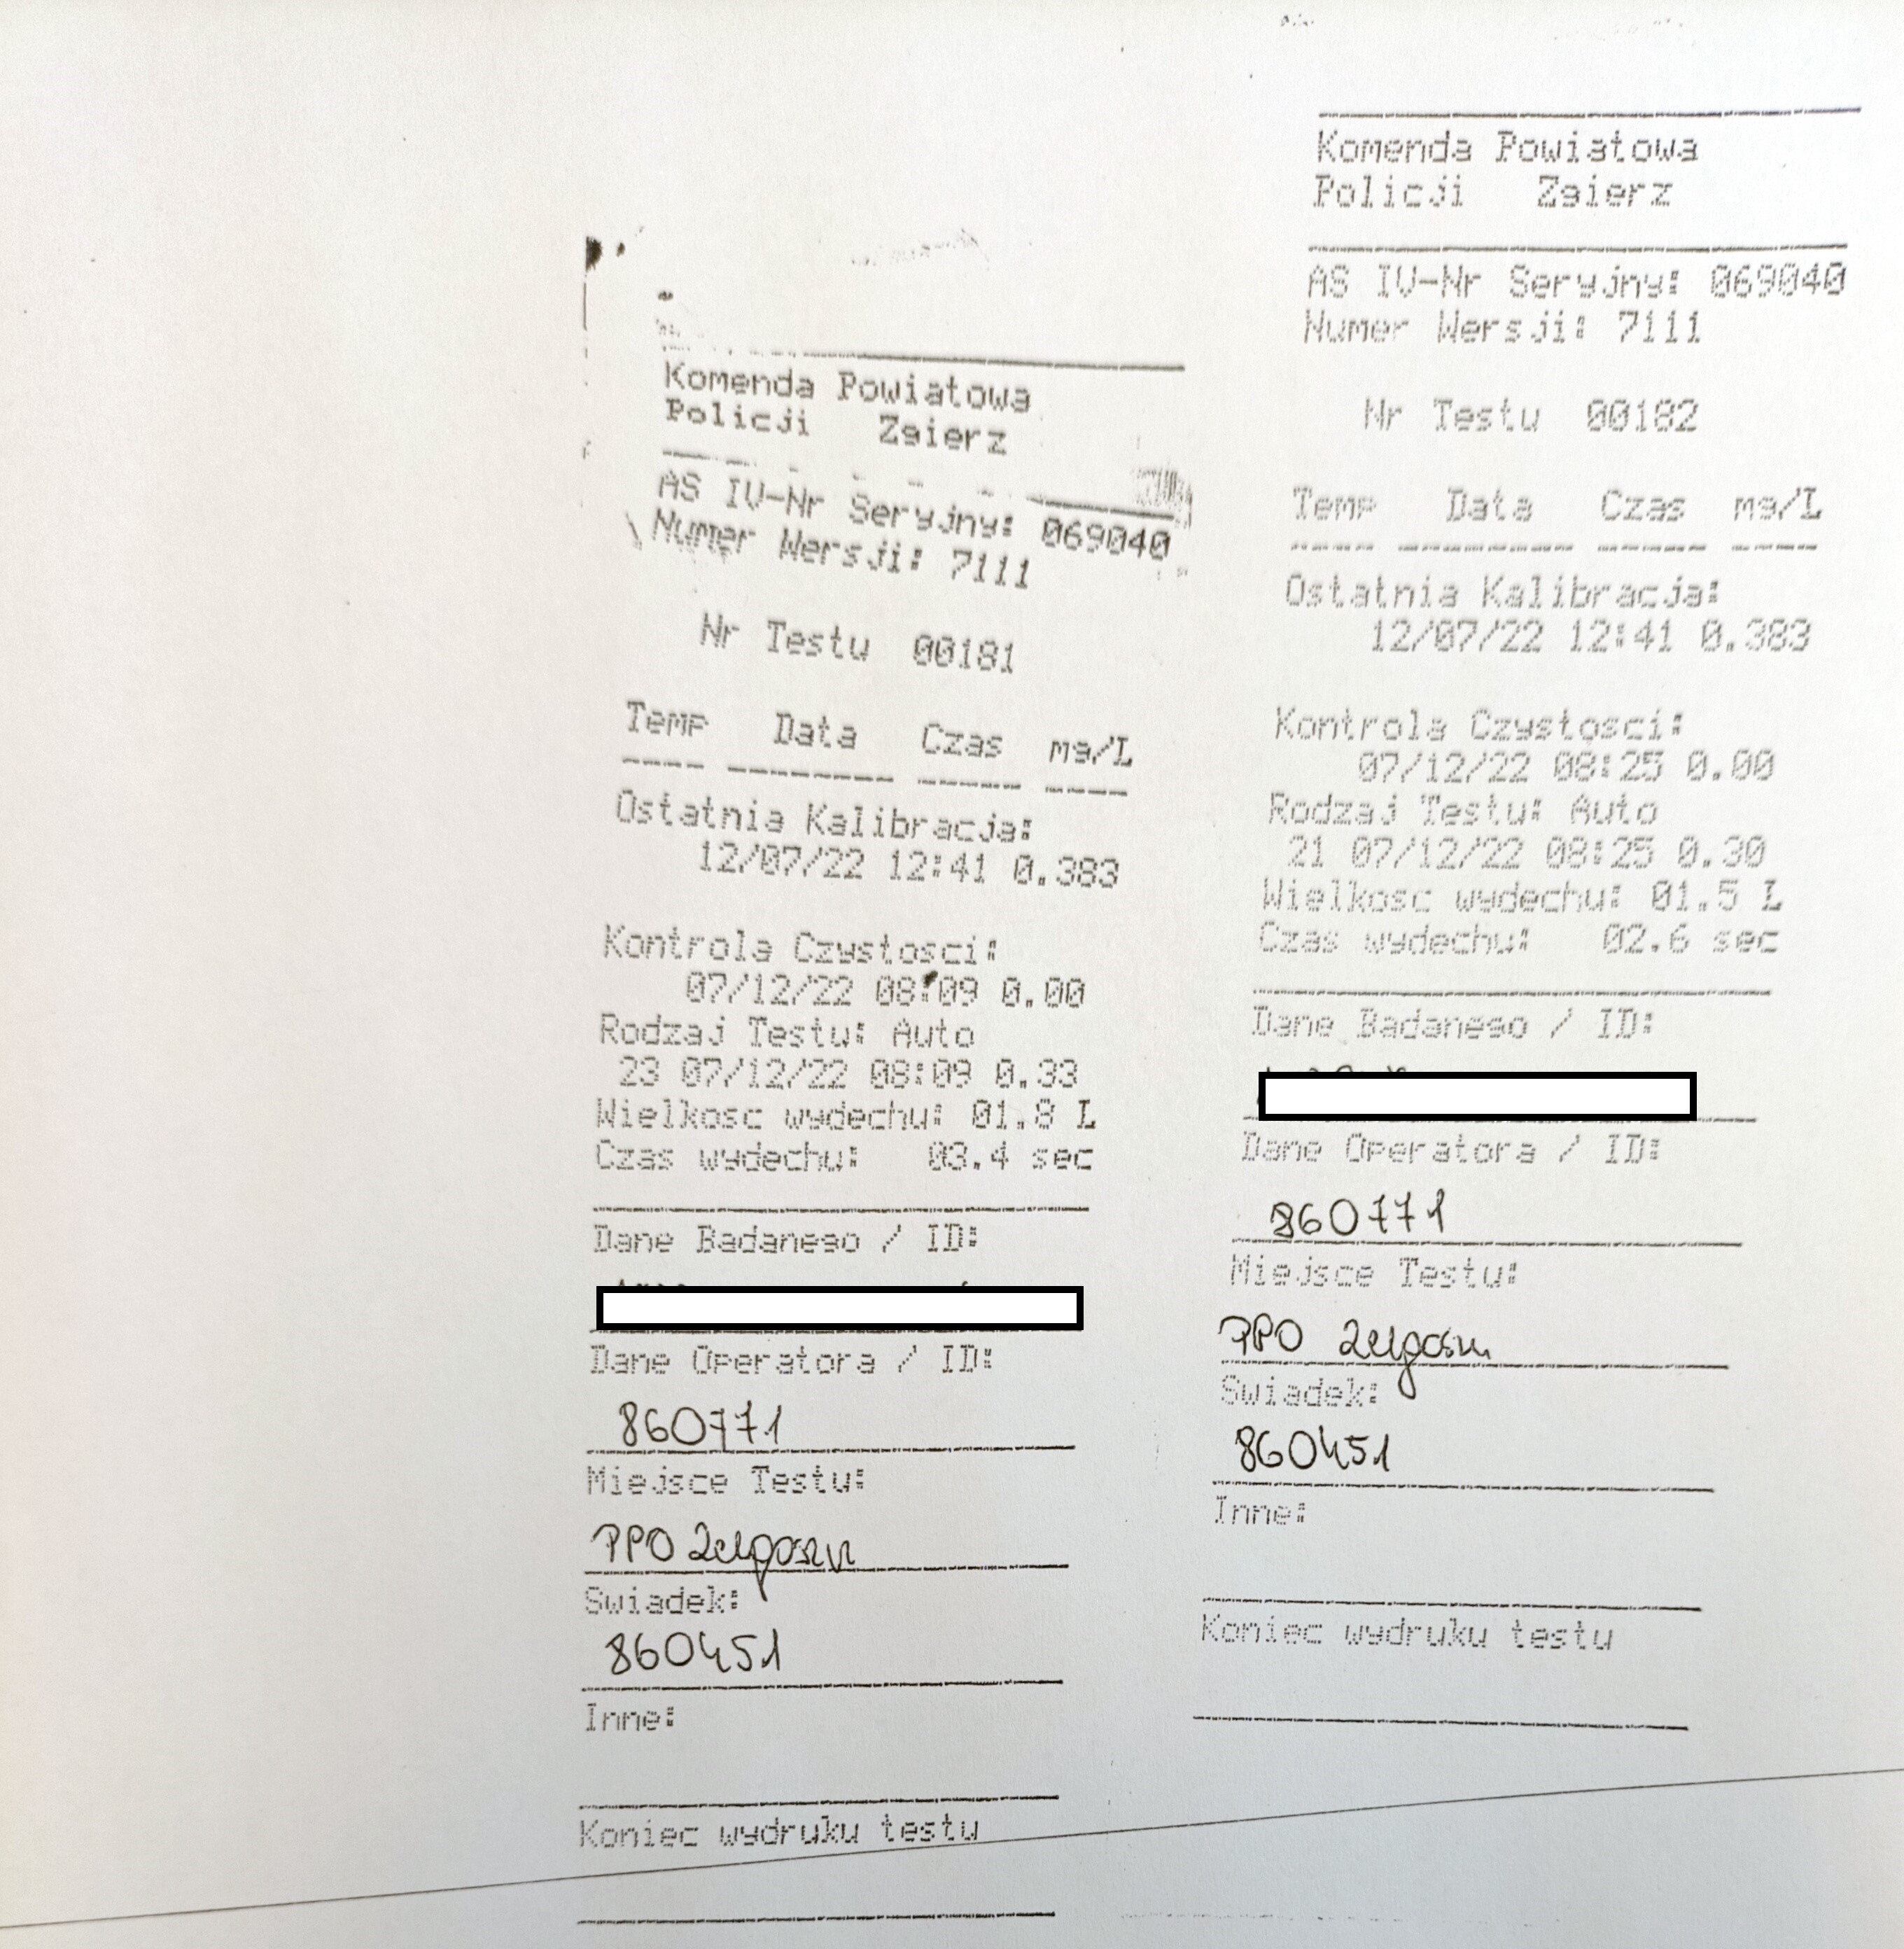 Komenda Powiatowa
Policji Zgierz
AS IV-Nr Seryjny: 069040
Numer Wersji: 7111
Nr Testu 00181
Temp Data Czas mg/L
Ostatnia Kalibracja:
12/07/22 12:41 0.383
Kontrola Czystosci:
07/12/22 08:09 0.00
Rodzaj Testu: Auto
23 07/12/22 08:09 0.33
Wielkosc wydechu: 01.8 L
Czas wydechu: 03.4 sec
Dane Badanego / ID:
Dane Operatora / ID:
860771
Miejsce Testu:
PPO
Swiadek:
860451
Inne:
Koniec wydruku testu
Komenda Powiatowa
Policji Zgierz
AS IV-Nr Seryjny: 069040
Numer Wersji: 7111
Nr Testu 00182
Temp Data Czas mg/L
Ostatnia Kalibracja:
12/07/22 12:41 0.383
Kontrola Czystosci:
07/12/22 08:25 0.00
Rodzaj Testu: Auto
21 07/12/22 08:25 0.30
Wielkosc wydechu: 01.5 L
Czas wydechu: 02.6 sec
Dane Badanego / ID:
Dane Operatora / ID:
860771
Miejsce Testu:
PPO
Swiadek:
860451
Inne:
Koniec wydruku testu